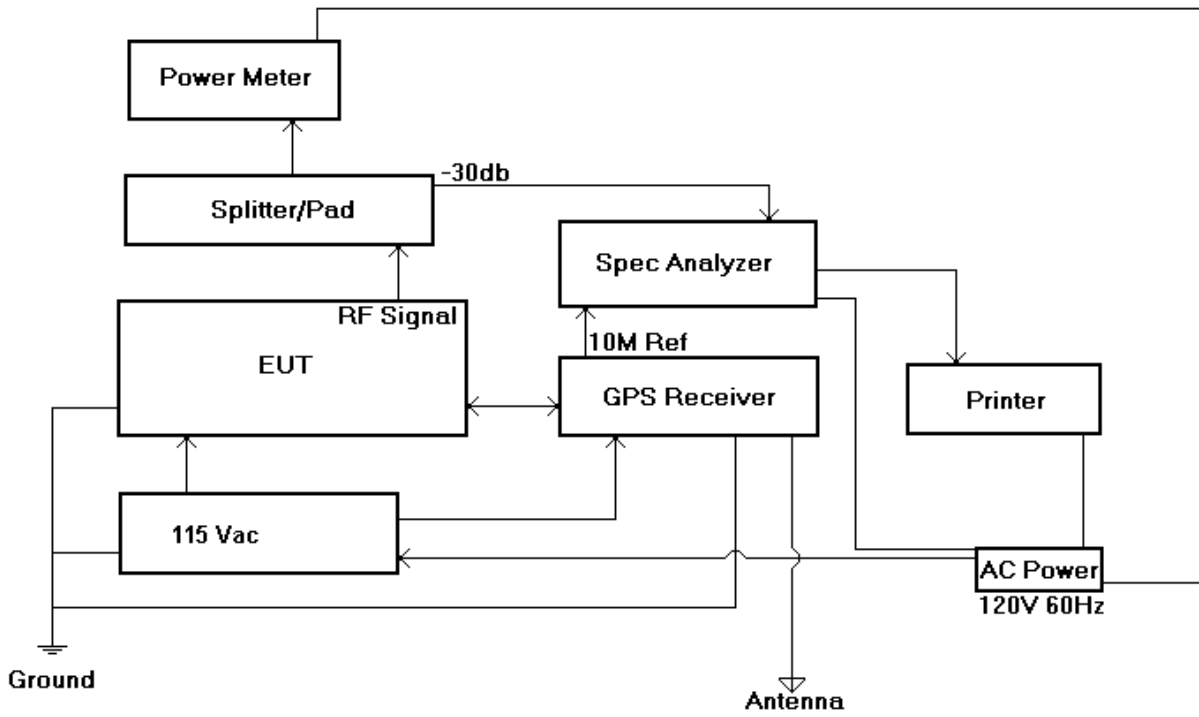 Power Meter
-30db
Splitter/Pad
Spec Analyzer
RF Signal
10M Ref
EUT
GPS Receiver
Printer
115 Vac
AC Power
120V 60Hz
Ground
Antenna